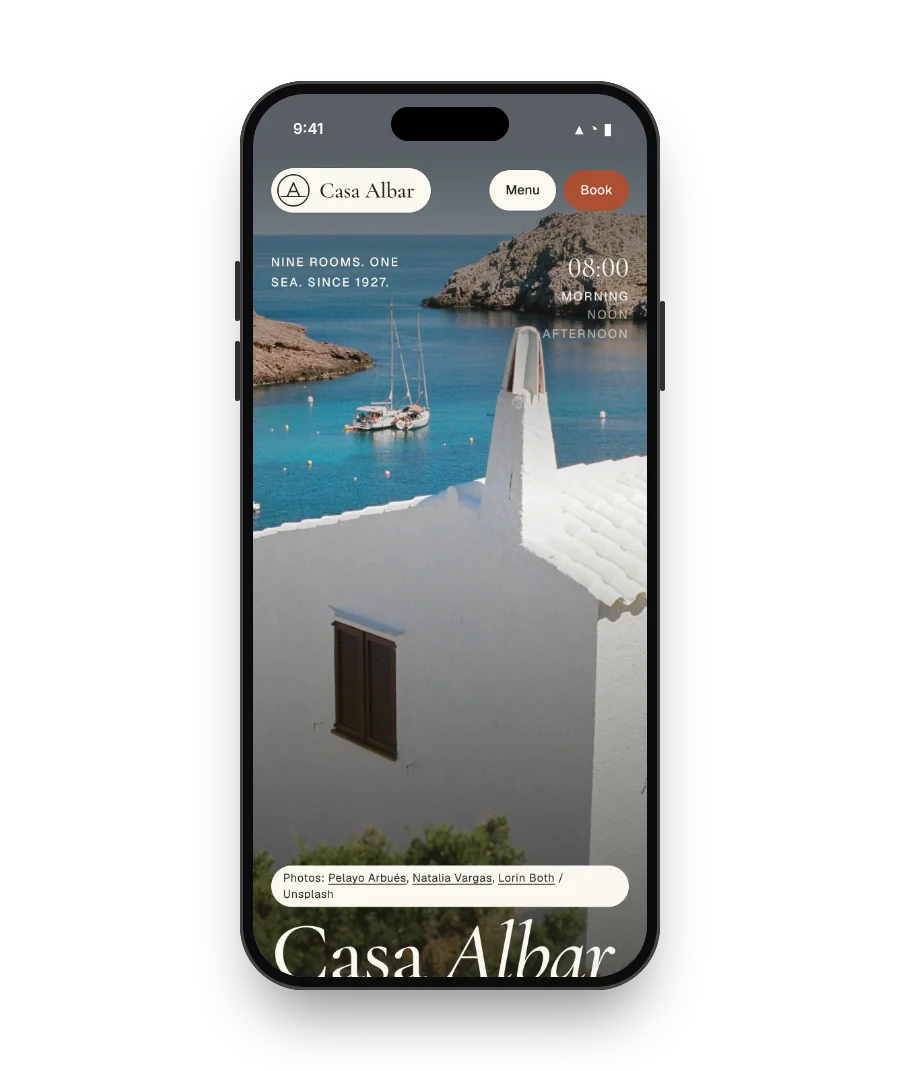 9:41
A Casa Albar
Menu
Book
NINE ROOMS. ONE
SEA. SINCE 1927.
08:00
MORNING
NOON
AFTERNOON
Photos: Pelayo Arbués, Natalia Vargas, Lorin Both /
Unsplash
Casa Albar